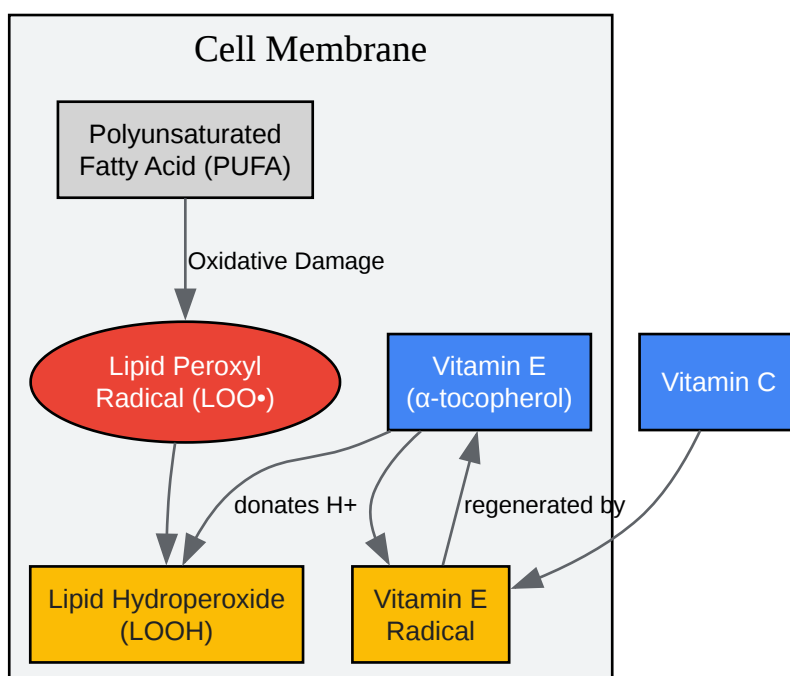 Cell Membrane
Polyunsaturated
Fatty Acid (PUFA)
Oxidative Damage
Lipid Peroxyl
Radical (LOO•)
Vitamin E
(α-tocopherol)
Vitamin C
donates H+
regenerated by
Lipid Hydroperoxide
(LOOH)
Vitamin E
Radical